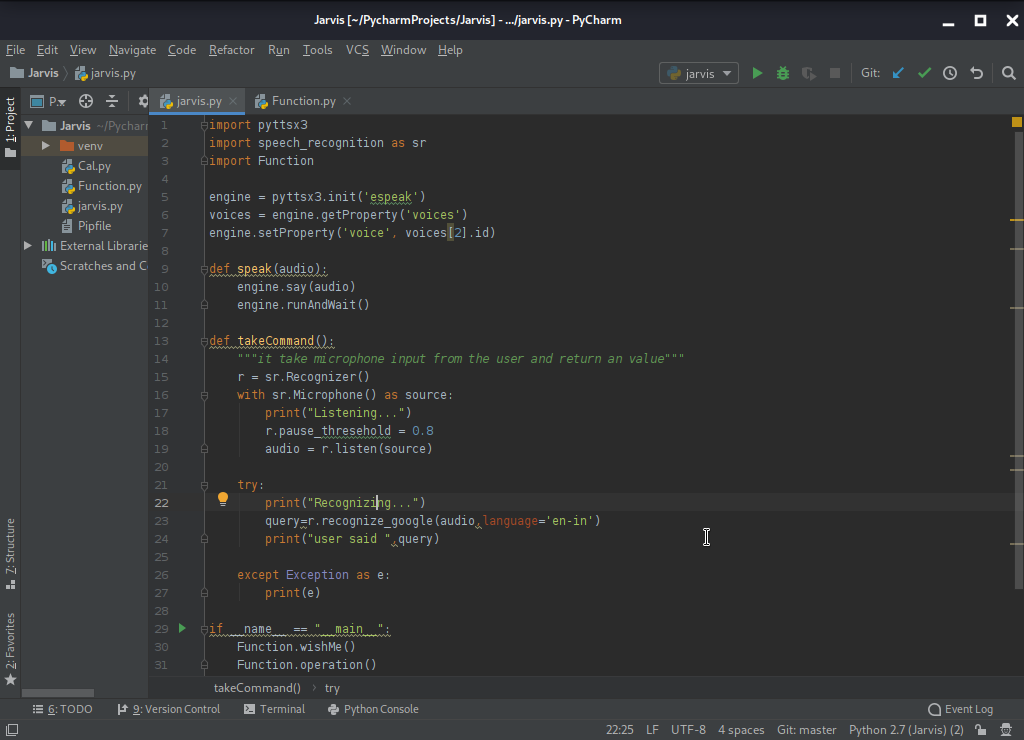 Jarvis [~/PycharmProjects/Jarvis] - .../jarvis.py - PyCharm
File Edit View Navigate Code Refactor Run Tools VCS Window Help
Jarvis jarvis.py jarvis Git:
1: Project
P..
jarvis.py Function.py
Jarvis ~/Pycharr
venv
Cal.py
Function.py
jarvis.py
Pipfile
External Librarie
Scratches and C
7: Structure
2: Favorites
1 import pyttsx3
2 import speech_recognition as sr
3 import Function
4
5 engine = pyttsx3.init('espeak')
6 voices = engine.getProperty('voices')
7 engine.setProperty('voice', voices[2].id)
8
9 def speak(audio):
10 engine.say(audio)
11 engine.runAndWait()
12
13 def takeCommand():
14 """it take microphone input from the user and return an value"""
15 r = sr.Recognizer()
16 with sr.Microphone() as source:
17 print("Listening...")
18 r.pause_thresehold = 0.8
19 audio = r.listen(source)
20
21 try:
22 print("Recognizing...")
23 query=r.recognize_google(audio,language='en-in')
24 print("user said ",query)
25
26 except Exception as e:
27 print(e)
28
29 if __name__ == "__main__":
30 Function.wishMe()
31 Function.operation()
takeCommand() › try
6: TODO 9: Version Control Terminal Python Console Event Log
22:25 LF UTF-8 4 spaces Git: master Python 2.7 (Jarvis) (2)